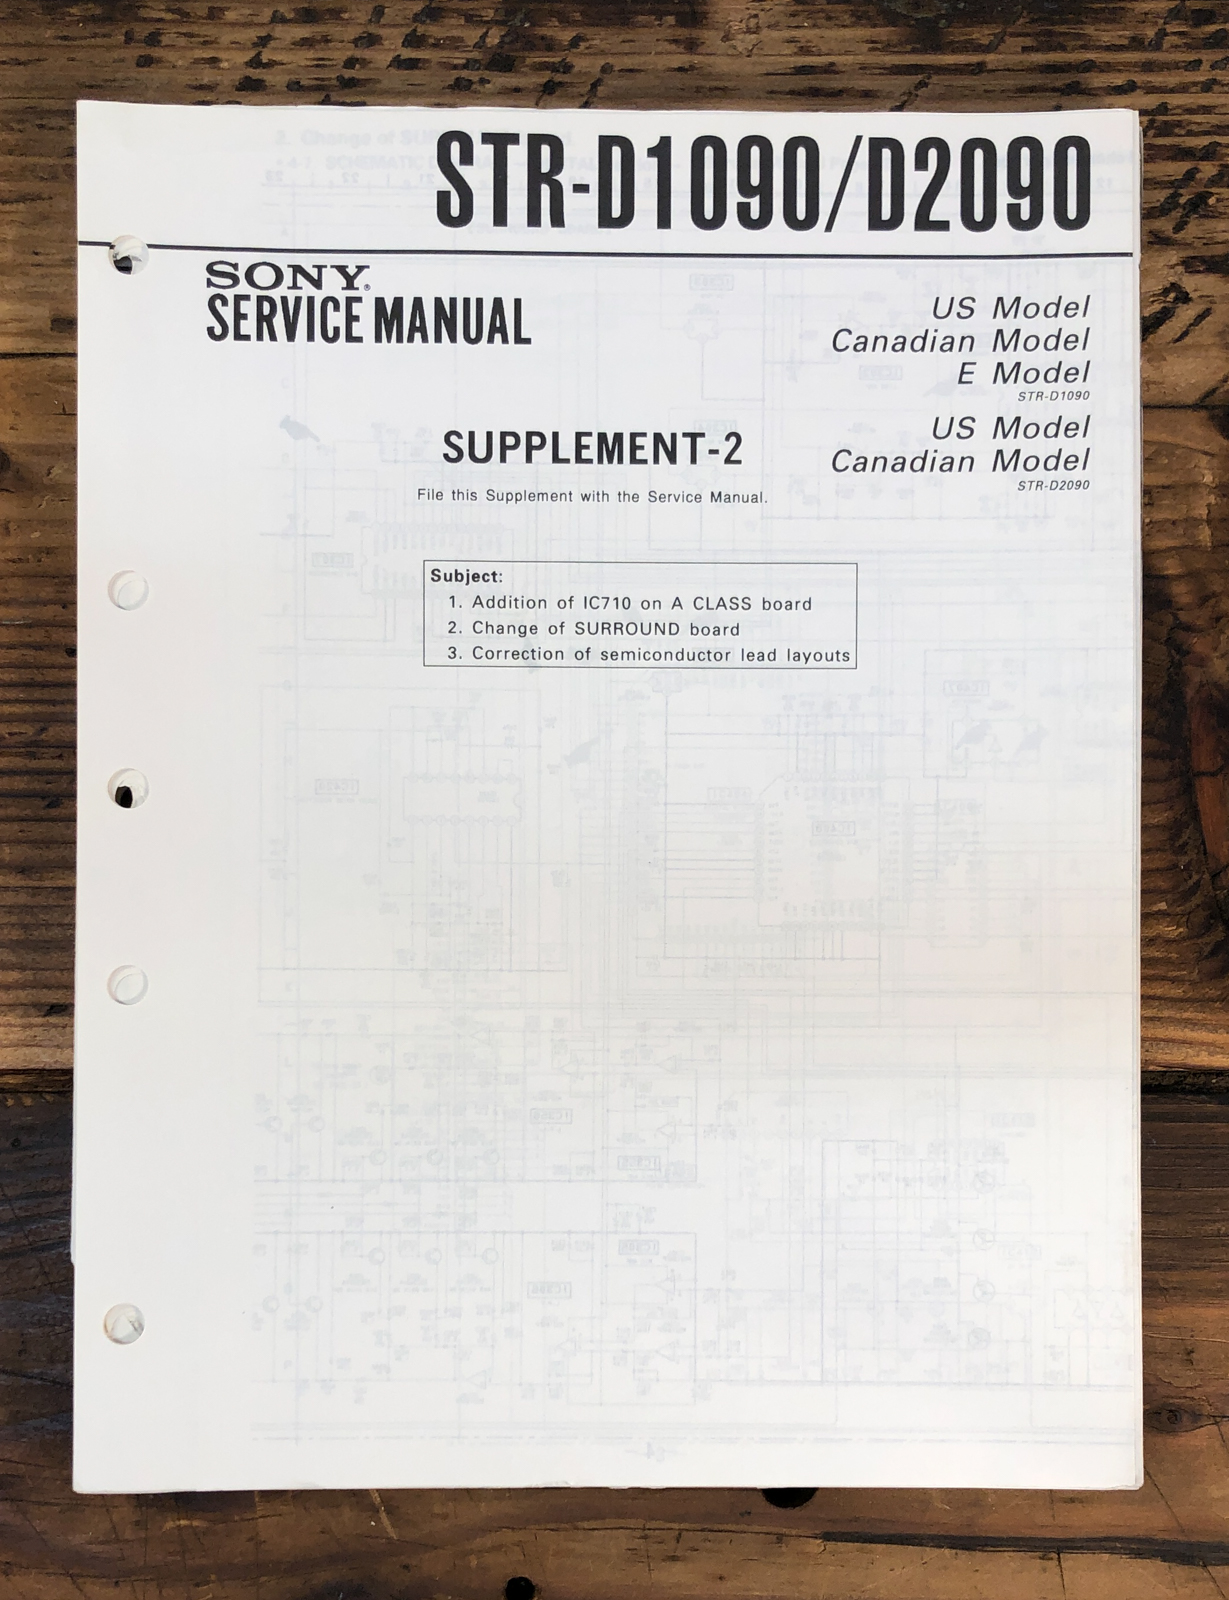 STR-D1090/D2090
SONY®
SERVICE MANUAL
US Model
Canadian Model
E Model
STR-D1090
US Model
Canadian Model
STR-D2090
SUPPLEMENT-2
File this Supplement with the Service Manual.
Subject:
1. Addition of IC710 on A CLASS board
2. Change of SURROUND board
3. Correction of semiconductor lead layouts